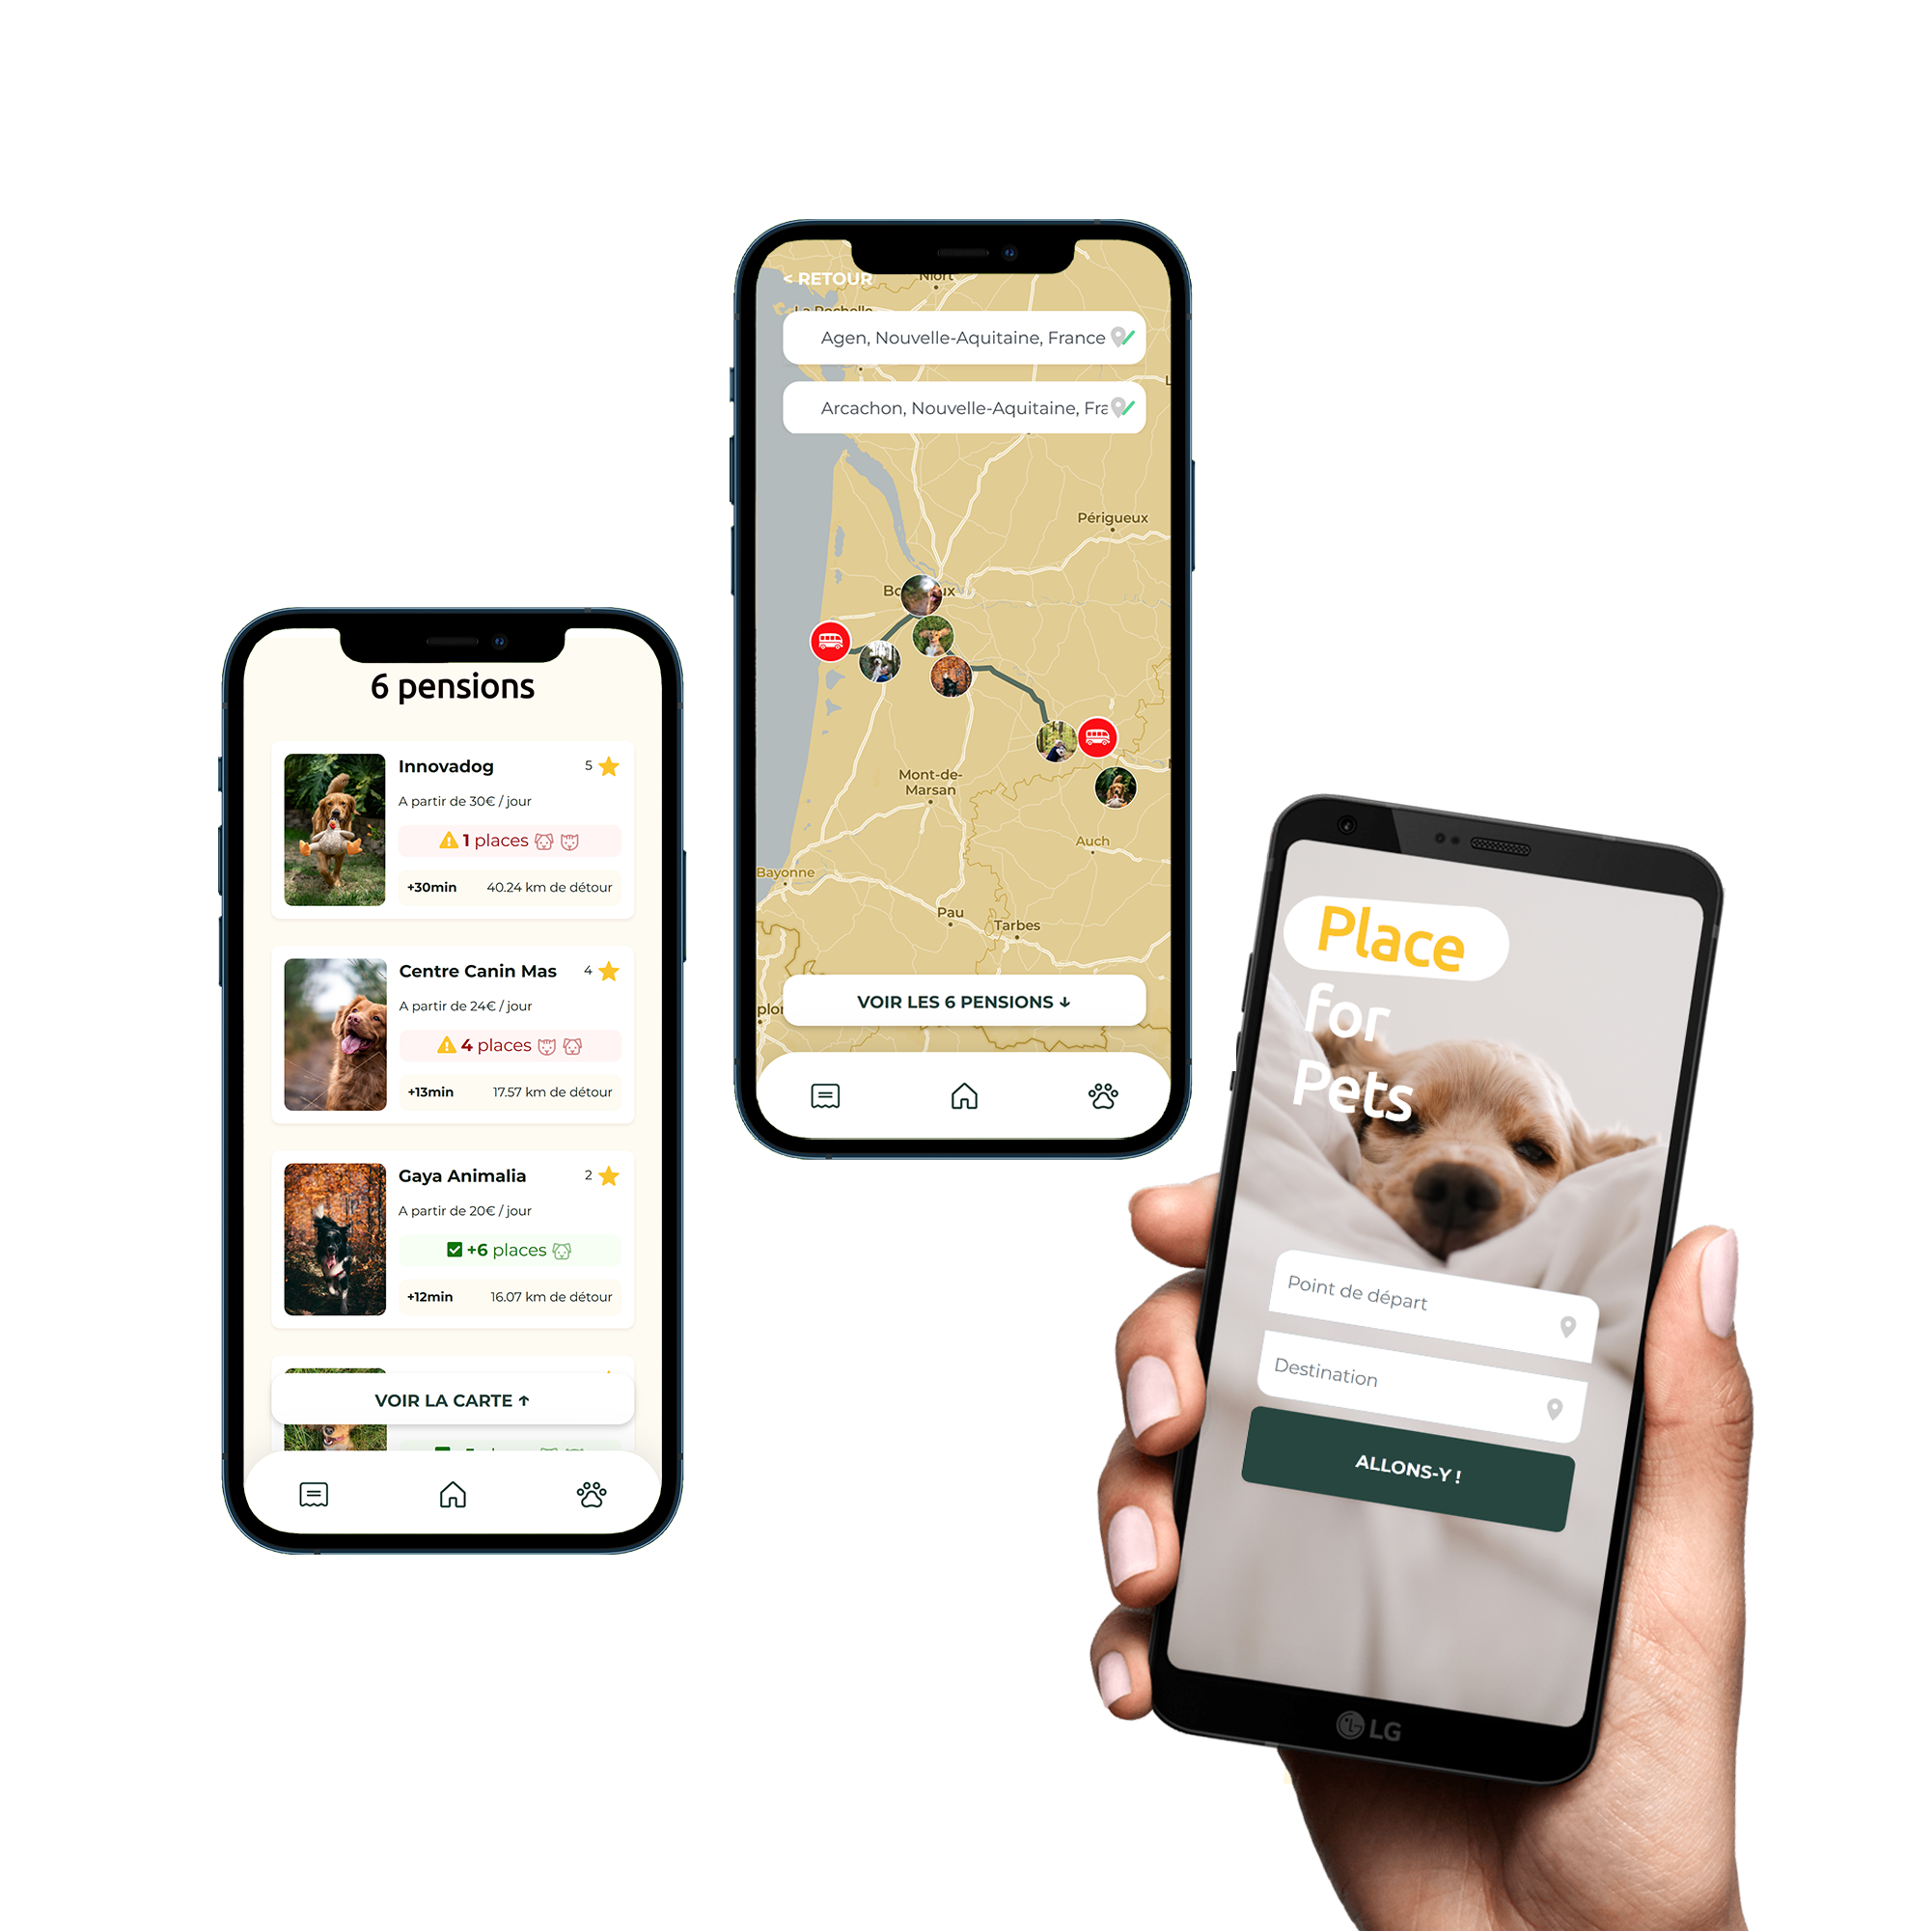 6 pensions
Innovadog 5
A partir de 30€ / jour
1 places
+30min 40.24 km de détour
Centre Canin Mas 4
A partir de 24€ / jour
4 places
+13min 17.57 km de détour
Gaya Animalia 2
A partir de 20€ / jour
+6 places
+12min 16.07 km de détour
VOIR LA CARTE ↑
< RETOUR
Niort
La Rochelle
Agen, Nouvelle-Aquitaine, France
Arcachon, Nouvelle-Aquitaine, Fra
Périgueux
Mont-de-
Marsan
Auch
Bayonne
Pau
Tarbes
VOIR LES 6 PENSIONS ↓
Place
for
Pets
Point de départ
Destination
ALLONS-Y !
LG